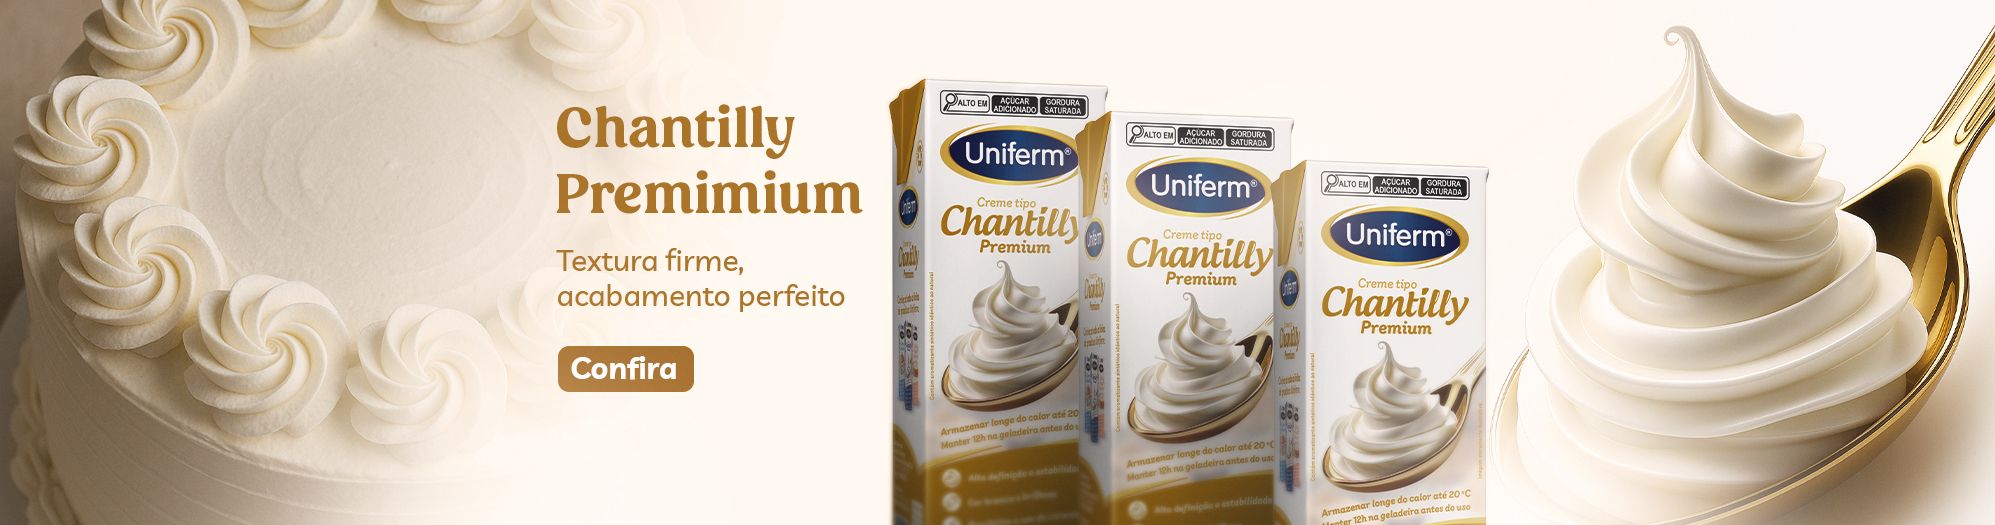 Chantilly
Premimium
Textura firme,
acabamento perfeito
Confira
ALTO EM
AÇÚCAR
ADICIONADO
GORDURA
SATURADA
Uniferm®
Creme tipo
Chantilly
Premium
Armazenar longe do calor até 20
Manter 12h na geladeira antes do u
Alta definição e estabilidad
Uniferm
ALTO EM
AÇÚCAR
ADICIONADO
GORDURA
SATURADA
Uniferm®
Creme tipo
Chantilly
Premium
Armazenar longe do calor até 20 °C
Manter 12h na geladeira antes do uso
Alta definição e estabilidade
Uniferm
ALTO EM
AÇÚCAR
ADICIONADO
GORDURA
SATURADA
Uniferm®
Creme tipo
Chantilly
Premium
Armazenar longe do calor até 20 °C
Manter 12h na geladeira antes do uso
Uniferm